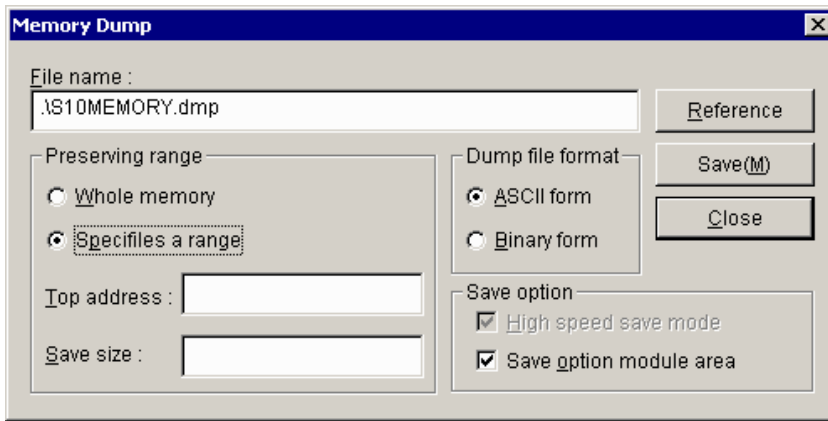 Memory Dump
File name :
.\S10MEMORY.dmp
Reference
Preserving range
Whole memory
Specifiles a range
Top address :
Save size :
Dump file format
ASCII form
Binary form
Save(M)
Close
Save option
High speed save mode
Save option module area